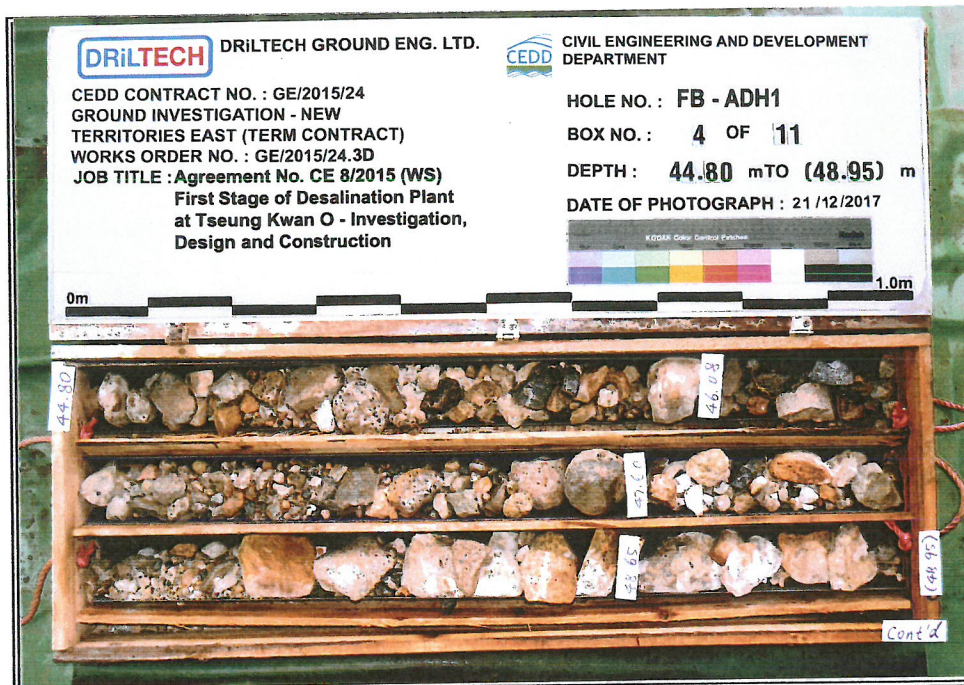 DRiLTECH DRiLTECH GROUND ENG. LTD.
CEDD CONTRACT NO. : GE/2015/24
GROUND INVESTIGATION - NEW
TERRITORIES EAST (TERM CONTRACT)
WORKS ORDER NO. : GE/2015/24.3D
JOB TITLE : Agreement No. CE 8/2015 (WS)
First Stage of Desalination Plant
at Tseung Kwan O - Investigation,
Design and Construction
CEDD CIVIL ENGINEERING AND DEVELOPMENT
DEPARTMENT
HOLE NO. : FB - ADH1
BOX NO. : 4 OF 11
DEPTH : 44.80 m TO (48.95) m
DATE OF PHOTOGRAPH : 21/12/2017
KODAK Color Control Patches
0m 1.0m
44.80
46.08
47.60
48.65
(48.95)
Cont'd